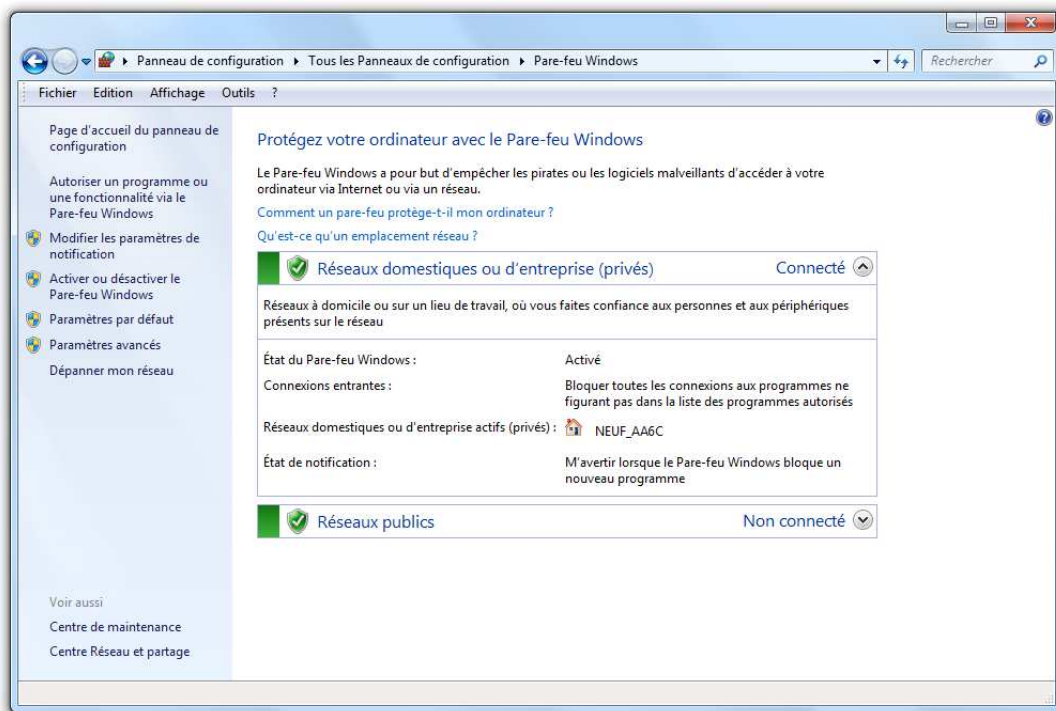 Panneau de configuration ▸ Tous les Panneaux de configuration ▸ Pare-feu Windows
Rechercher
Fichier Edition Affichage Outils ?
Page d'accueil du panneau de
configuration
Autoriser un programme ou
une fonctionnalité via le
Pare-feu Windows
Modifier les paramètres de
notification
Activer ou désactiver le
Pare-feu Windows
Paramètres par défaut
Paramètres avancés
Dépanner mon réseau
Voir aussi
Centre de maintenance
Centre Réseau et partage
Protégez votre ordinateur avec le Pare-feu Windows
Le Pare-feu Windows a pour but d'empêcher les pirates ou les logiciels malveillants d'accéder à votre
ordinateur via Internet ou via un réseau.
Comment un pare-feu protège-t-il mon ordinateur ?
Qu'est-ce qu'un emplacement réseau ?
Réseaux domestiques ou d'entreprise (privés) Connecté
Réseaux à domicile ou sur un lieu de travail, où vous faites confiance aux personnes et aux périphériques
présents sur le réseau
État du Pare-feu Windows : Activé
Connexions entrantes : Bloquer toutes les connexions aux programmes ne
figurant pas dans la liste des programmes autorisés
Réseaux domestiques ou d'entreprise actifs (privés) : NEUF_AA6C
État de notification : M'avertir lorsque le Pare-feu Windows bloque un
nouveau programme
Réseaux publics Non connecté